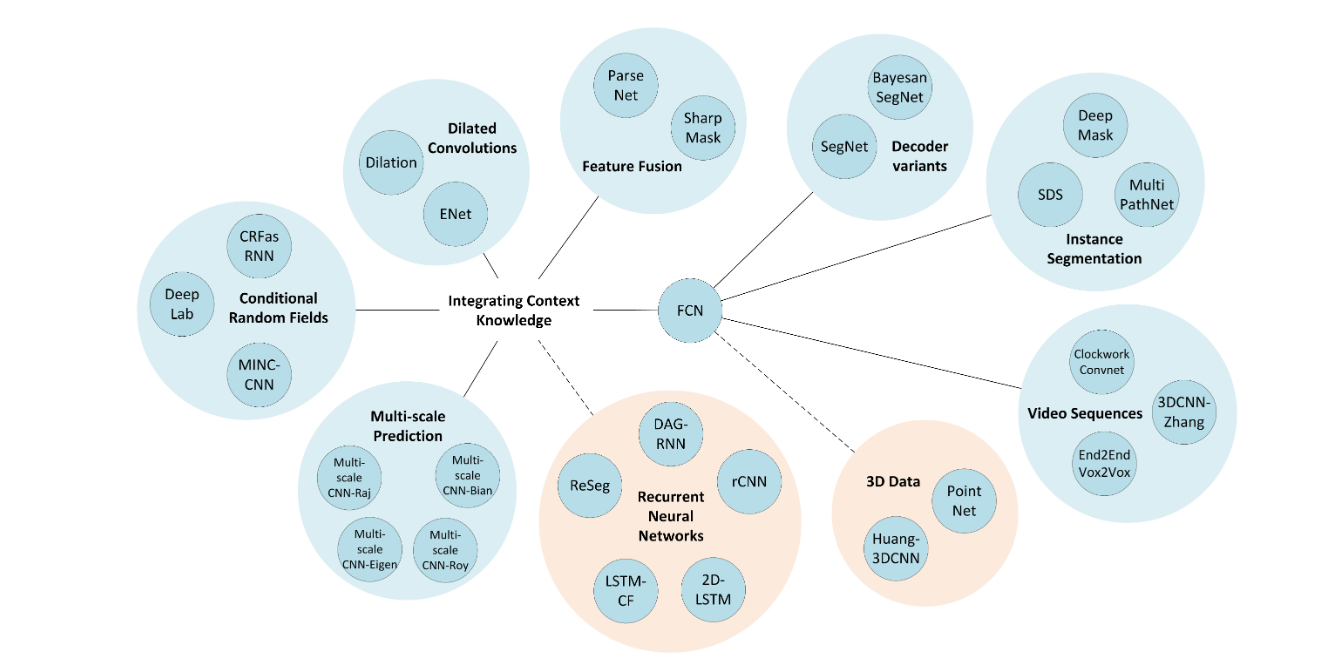 Parse
Net
Sharp
Mask
Feature Fusion
Bayesan
SegNet
SegNet
Decoder
variants
Deep
Mask
SDS
Multi
PathNet
Instance
Segmentation
Dilated
Convolutions
Dilation
ENet
CRFas
RNN
Deep
Lab
Conditional
Random Fields
MINC-
CNN
Integrating Context
Knowledge
FCN
Clockwork
Convnet
Video Sequences
3DCNN-
Zhang
End2End
Vox2Vox
Multi-scale
Prediction
Multi-
scale
CNN-Raj
Multi-
scale
CNN-Bian
Multi-
scale
CNN-Eigen
Multi-
scale
CNN-Roy
DAG-
RNN
ReSeg
rCNN
Recurrent
Neural
Networks
LSTM-
CF
2D-
LSTM
3D Data
Point
Net
Huang-
3DCNN